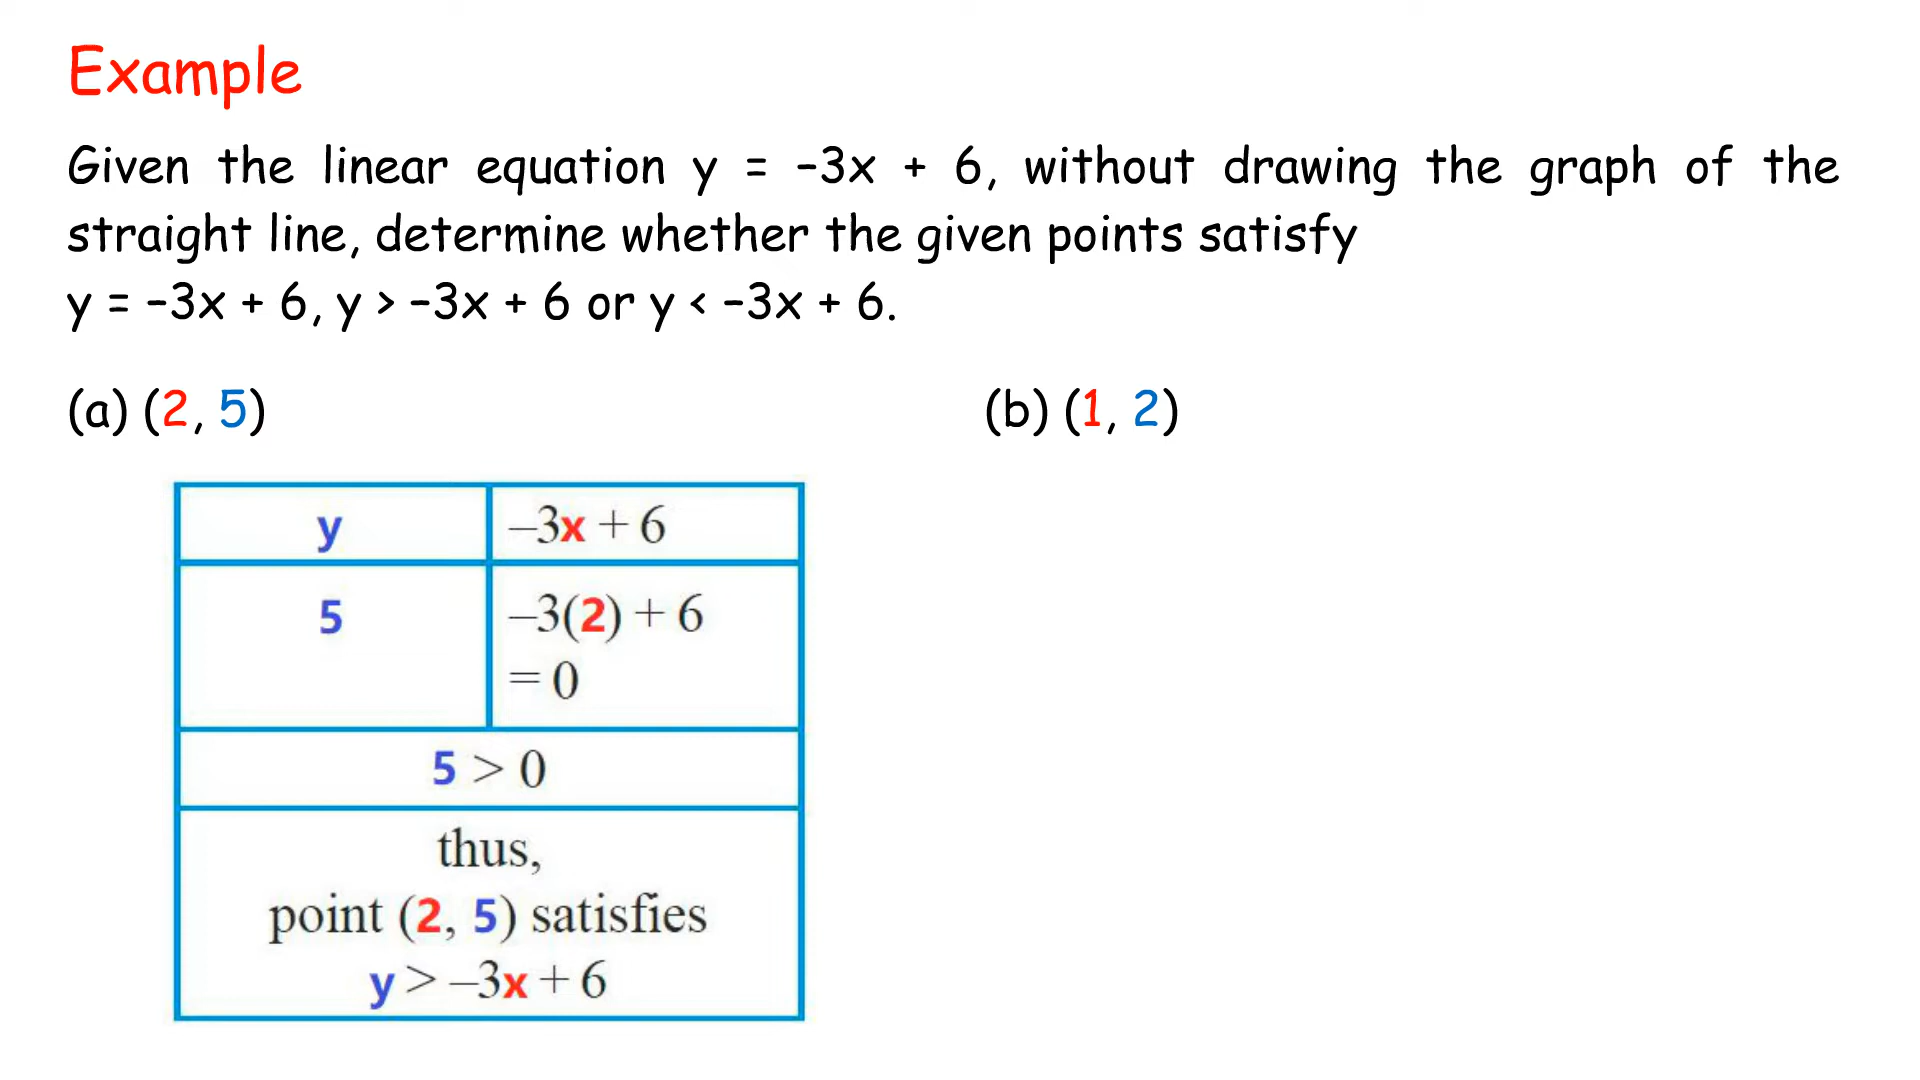 Example
Given the linear equation y = –3x + 6, without drawing the graph of the
straight line, determine whether the given points satisfy
y = –3x + 6, y > –3x + 6 or y < –3x + 6.
(a) (2, 5)
(b) (1, 2)
y
–3x + 6
5
–3(2) + 6
= 0
5 > 0
thus,
point (2, 5) satisfies
y > –3x + 6